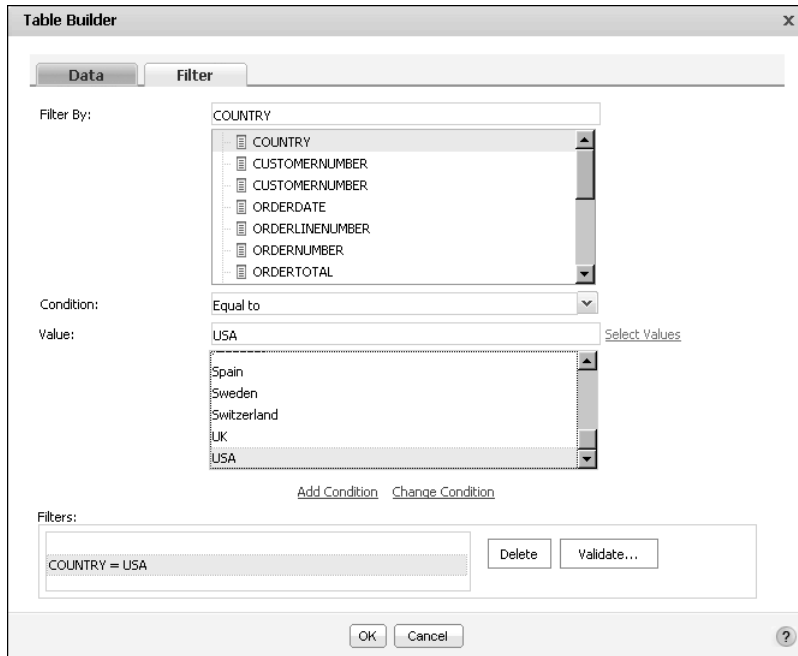 Table Builder x
Data Filter
Filter By: COUNTRY
COUNTRY
CUSTOMERNUMBER
CUSTOMERNUMBER
ORDERDATE
ORDERLINENUMBER
ORDERNUMBER
ORDERTOTAL
Condition: Equal to
Value: USA Select Values
Spain
Sweden
Switzerland
UK
USA
Add Condition Change Condition
Filters:
COUNTRY = USA
Delete Validate...
OK Cancel ?